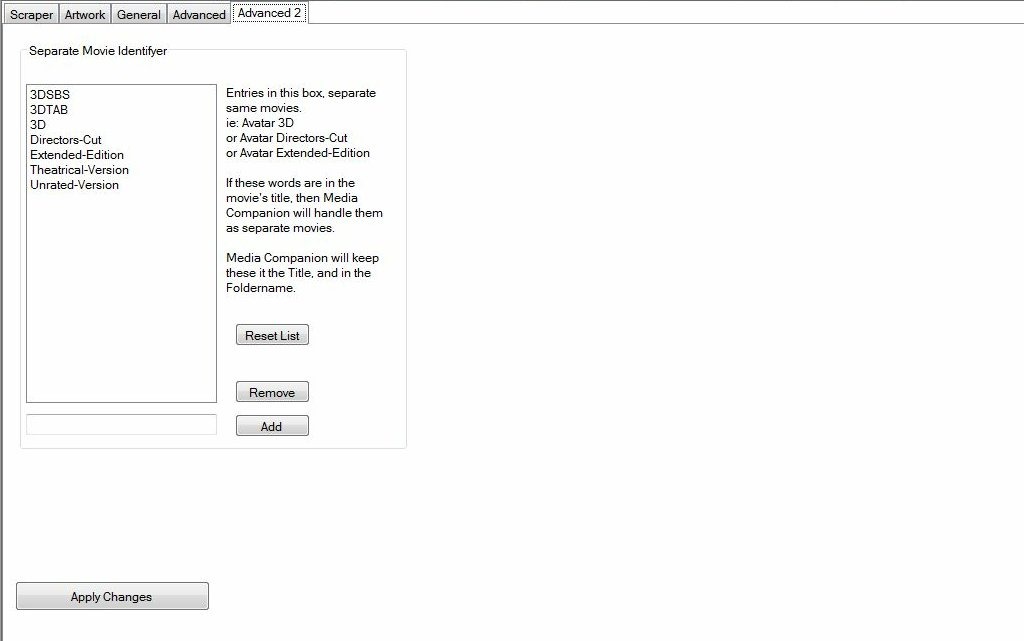 Scraper Artwork General Advanced Advanced 2
Separate Movie Identifyer
3DSBS
3DTAB
3D
Directors-Cut
Extended-Edition
Theatrical-Version
Unrated-Version
Entries in this box, separate
same movies.
ie: Avatar 3D
or Avatar Directors-Cut
or Avatar Extended-Edition
If these words are in the
movie's title, then Media
Companion will handle them
as separate movies.
Media Companion will keep
these it the Title, and in the
Foldername.
Reset List
Remove
Add
Apply Changes